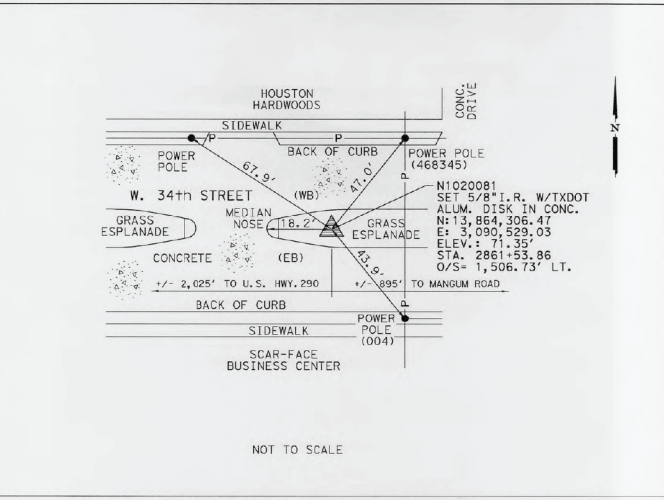 HOUSTON
HARDWOODS
CONC.
DRIVE
SIDEWALK
P
P
BACK OF CURB
POWER
POLE
POWER POLE
(468345)
67.9'
47.0'
P
W. 34th STREET
(WB)
N1020081
SET 5/8"I.R. W/TXDOT
ALUM. DISK IN CONC.
N:13,864,306.47
E: 3,090,529.03
ELEV.: 71.35'
STA. 2861+53.86
O/S= 1,506.73' LT.
N
GRASS
ESPLANADE
MEDIAN
NOSE
18.2'
GRASS
ESPLANADE
CONCRETE
(EB)
43.9'
+/- 2,025' TO U.S. HWY.290
+/- 895' TO MANGUM ROAD
BACK OF CURB
P
SIDEWALK
POWER
POLE
(004)
SCAR-FACE
BUSINESS CENTER
NOT TO SCALE